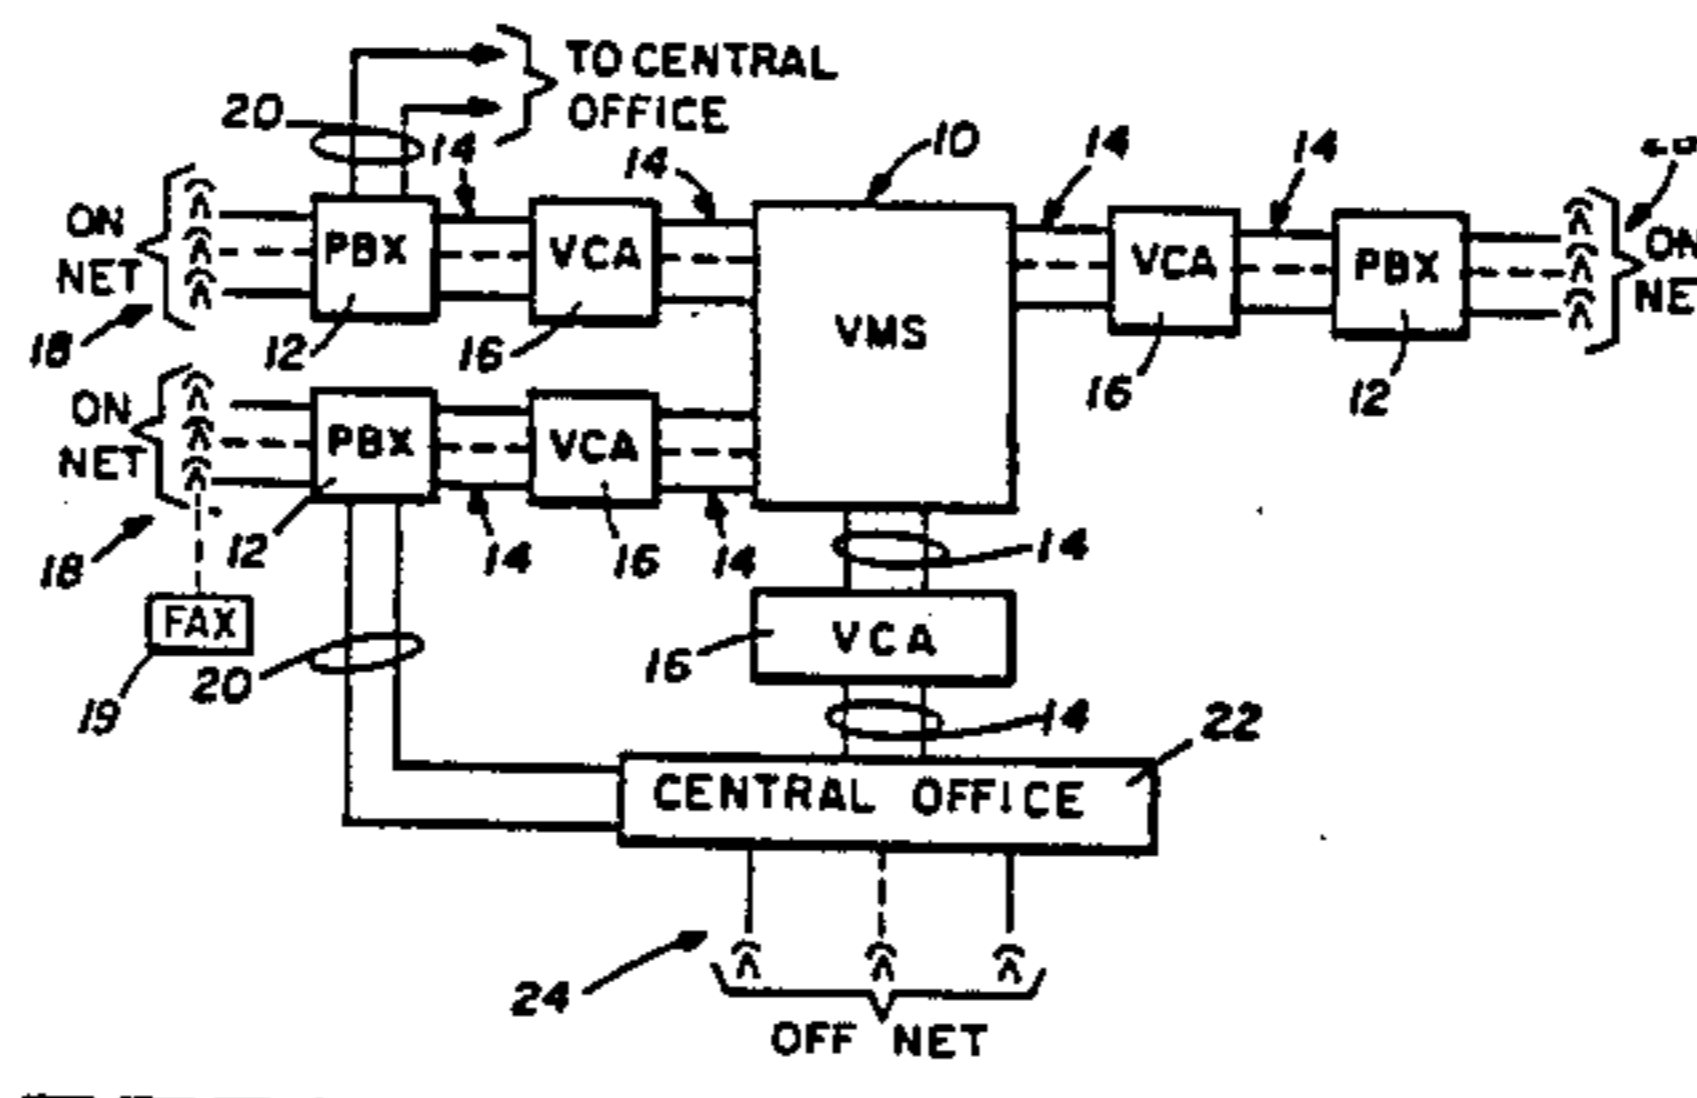 TO CENTRAL
OFFICE
20
14
14
10
14
14
ON
NET
PBX
VCA
VMS
VCA
PBX
ON
18
12
16
16
12
ON
NET
PBX
VCA
18
12
14
16
14
14
FAX
19
20
16
VCA
14
22
CENTRAL OFFICE
24
OFF NET